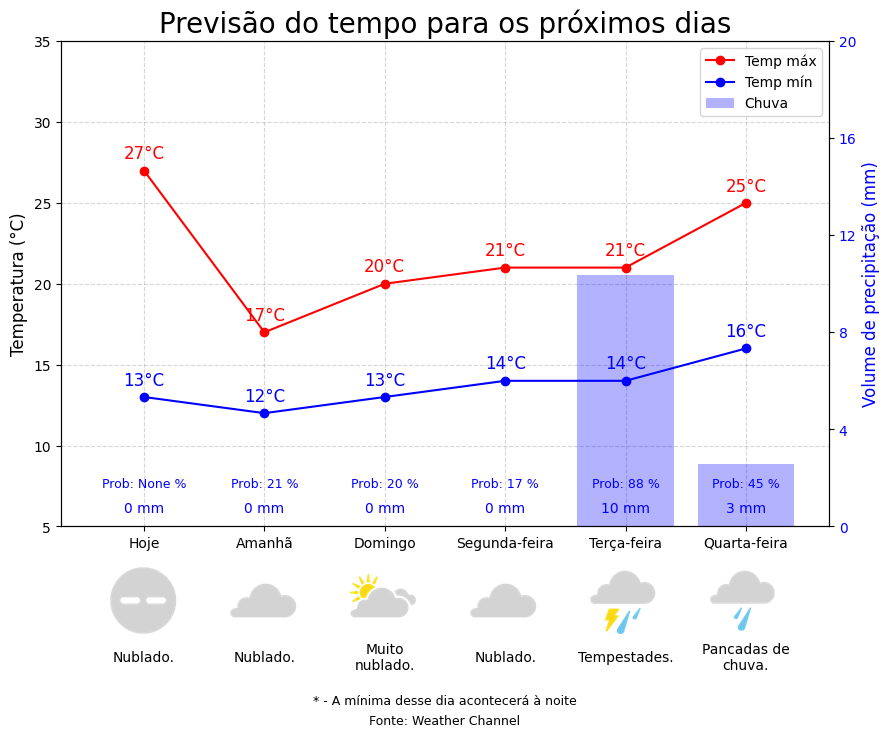 Previsão do tempo para os próximos dias
35
30
25
20
15
10
5
Temperatura (°C)
20
16
12
8
4
0
Volume de precipitação (mm)
Temp máx
Temp mín
Chuva
27°C
17°C
20°C
21°C
21°C
25°C
13°C
12°C
13°C
14°C
14°C
16°C
Prob: None %
Prob: 21 %
Prob: 20 %
Prob: 17 %
Prob: 88 %
Prob: 45 %
0 mm
0 mm
0 mm
0 mm
10 mm
3 mm
Hoje
Amanhã
Domingo
Segunda-feira
Terça-feira
Quarta-feira
Nublado.
Nublado.
Muito
nublado.
Nublado.
Tempestades.
Pancadas de
chuva.
* - A mínima desse dia acontecerá à noite
Fonte: Weather Channel